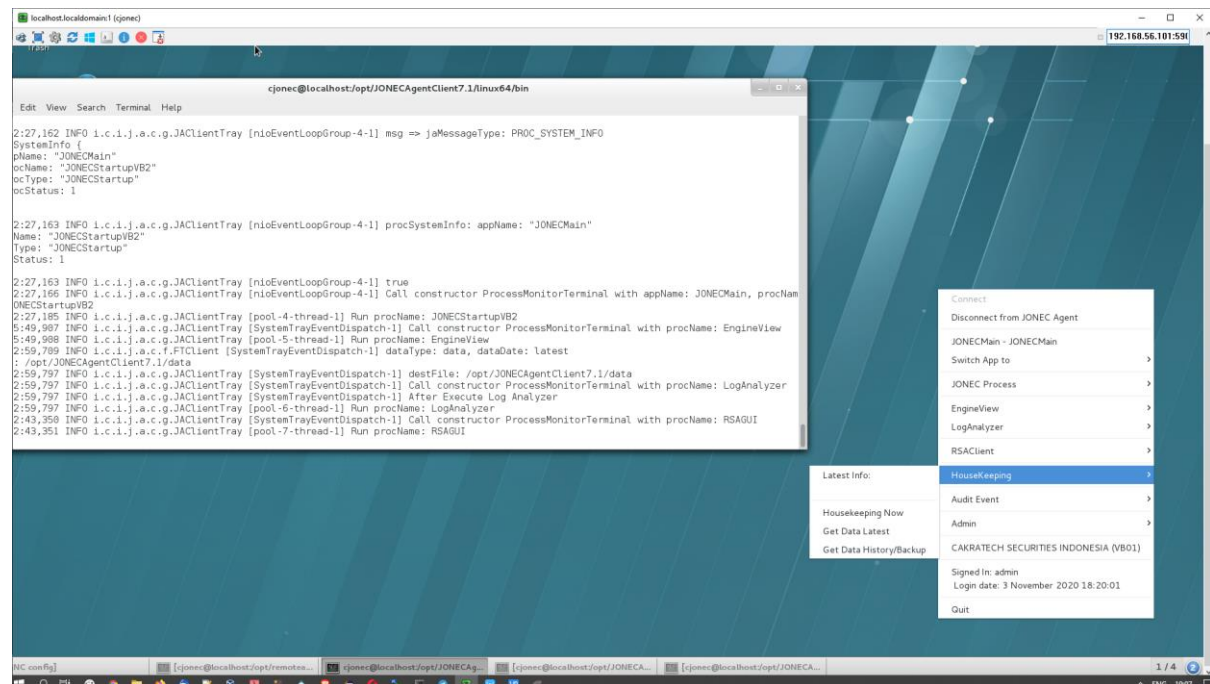 localhost.localdomain:1 (cjonec)
192.168.56.101:590
Trash
cjonec@localhost:/opt/JONECAgentClient7.1/linux64/bin
Edit View Search Terminal Help
2:27,162 INFO i.c.i.j.a.c.g.JAClientTray [nioEventLoopGroup-4-1] msg => jaMessageType: PROC_SYSTEM_INFO
SystemInfo {
pName: "JONECMain"
ocName: "JONECStartupVB2"
ocType: "JONECStartup"
ocStatus: 1
2:27,163 INFO i.c.i.j.a.c.g.JAClientTray [nioEventLoopGroup-4-1] procSystemInfo: appName: "JONECMain"
Name: "JONECStartupVB2"
Type: "JONECStartup"
Status: 1
2:27,163 INFO i.c.i.j.a.c.g.JAClientTray [nioEventLoopGroup-4-1] true
2:27,166 INFO i.c.i.j.a.c.g.JAClientTray [nioEventLoopGroup-4-1] Call constructor ProcessMonitorTerminal with appName: JONECMain, procNam
ONECStartupVB2
2:27,185 INFO i.c.i.j.a.c.g.JAClientTray [pool-4-thread-1] Run procName: JONECStartupVB2
5:49,907 INFO i.c.i.j.a.c.g.JAClientTray [SystemTrayEventDispatch-1] Call constructor ProcessMonitorTerminal with procName: EngineView
5:49,908 INFO i.c.i.j.a.c.g.JAClientTray [pool-5-thread-1] Run procName: EngineView
2:59,709 INFO i.c.i.j.a.c.f.FTClient [SystemTrayEventDispatch-1] dataType: data, dataDate: latest
: /opt/JONECAgentClient7.1/data
2:59,797 INFO i.c.i.j.a.c.g.JAClientTray [SystemTrayEventDispatch-1] destFile: /opt/JONECAgentClient7.1/data
2:59,797 INFO i.c.i.j.a.c.g.JAClientTray [SystemTrayEventDispatch-1] Call constructor ProcessMonitorTerminal with procName: LogAnalyzer
2:59,797 INFO i.c.i.j.a.c.g.JAClientTray [SystemTrayEventDispatch-1] After Execute Log Analyzer
2:59,797 INFO i.c.i.j.a.c.g.JAClientTray [pool-6-thread-1] Run procName: LogAnalyzer
2:43,350 INFO i.c.i.j.a.c.g.JAClientTray [SystemTrayEventDispatch-1] Call constructor ProcessMonitorTerminal with procName: RSAGUI
2:43,351 INFO i.c.i.j.a.c.g.JAClientTray [pool-7-thread-1] Run procName: RSAGUI
Connect
Disconnect from JONEC Agent
JONECMain - JONECMain
Switch App to
JONEC Process
EngineView
LogAnalyzer
RSAClient
HouseKeeping
Audit Event
Admin
CAKRATECH SECURITIES INDONESIA (VB01)
Signed In: admin
Login date: 3 November 2020 18:20:01
Quit
Latest Info:
Housekeeping Now
Get Data Latest
Get Data History/Backup
NC config]
[cjonec@localhost:/opt/remotea...
cjonec@localhost:/opt/JONECAg...
[cjonec@localhost:/opt/JONECA...
[cjonec@localhost:/opt/JONECA...
1 / 4
2
ENG